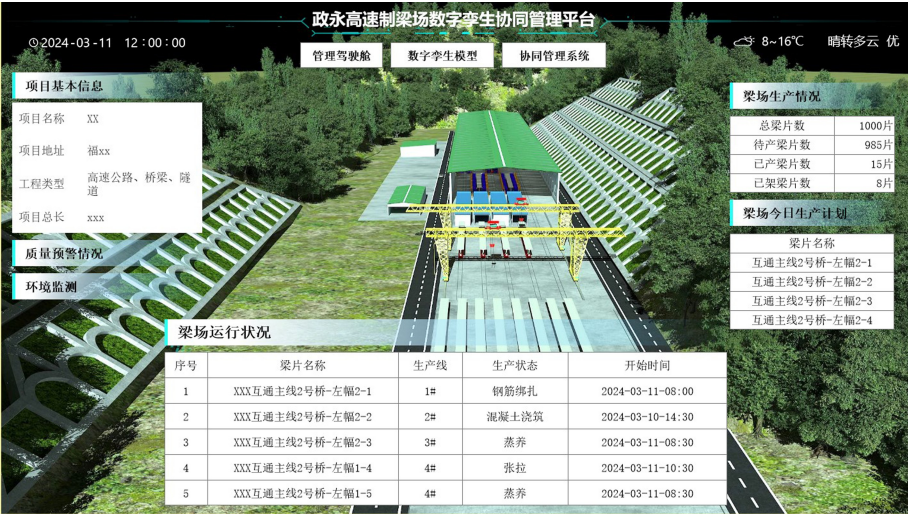 政永高速制梁场数字孪生协同管理平台
2024-03-11 12:00:00
8~16℃ 晴转多云 优
管理驾驶舱 数字孪生模型 协同管理系统
项目基本信息
项目名称 XX
项目地址 福xx
工程类型 高速公路、桥梁、隧
道
项目总长 xxx
质量预警情况
环境监测
梁场生产情况
总梁片数 1000片
待产梁片数 985片
已产梁片数 15片
已架梁片数 8片
梁场今日生产计划
梁片名称
互通主线2号桥-左幅2-1
互通主线2号桥-左幅2-2
互通主线2号桥-左幅2-3
互通主线2号桥-左幅2-4
梁场运行状况
序号 梁片名称 生产线 生产状态 开始时间
1 XXX互通主线2号桥-左幅2-1 1# 钢筋绑扎 2024-03-11-08:00
2 XXX互通主线2号桥-左幅2-2 2# 混凝土浇筑 2024-03-10-14:30
3 XXX互通主线2号桥-左幅2-3 3# 蒸养 2024-03-11-08:30
4 XXX互通主线2号桥-左幅1-4 4# 张拉 2024-03-11-10:30
5 XXX互通主线2号桥-左幅1-5 4# 蒸养 2024-03-11-08:30